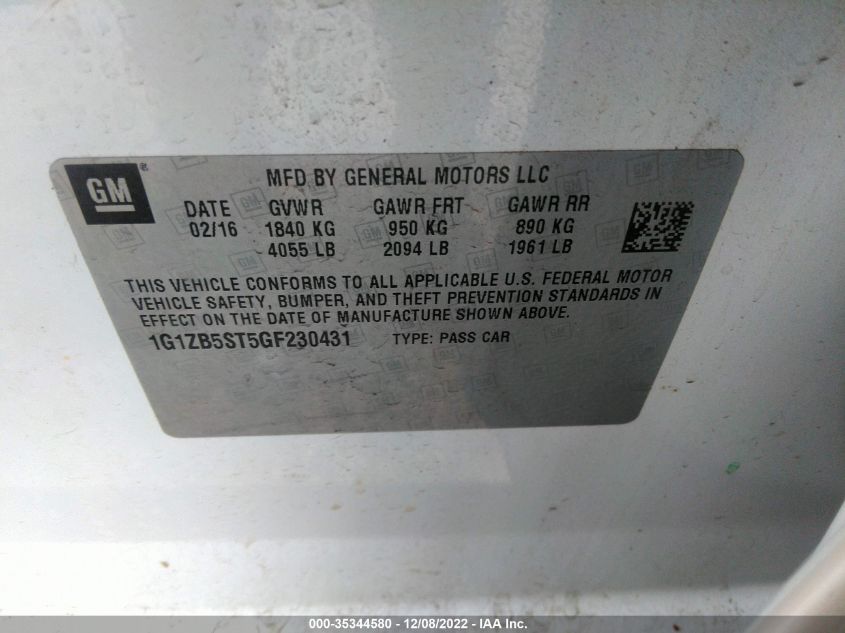 GM®
MFD BY GENERAL MOTORS LLC
DATE GVWR GAWR FRT GAWR RR
02/16 1840 KG 950 KG 890 KG
4055 LB 2094 LB 1961 LB
THIS VEHICLE CONFORMS TO ALL APPLICABLE U.S. FEDERAL MOTOR
VEHICLE SAFETY, BUMPER, AND THEFT PREVENTION STANDARDS IN
EFFECT ON THE DATE OF MANUFACTURE SHOWN ABOVE.
1G1ZB5ST5GF230431 TYPE: PASS CAR
000-35344580 - 12/08/2022 - IAA Inc.